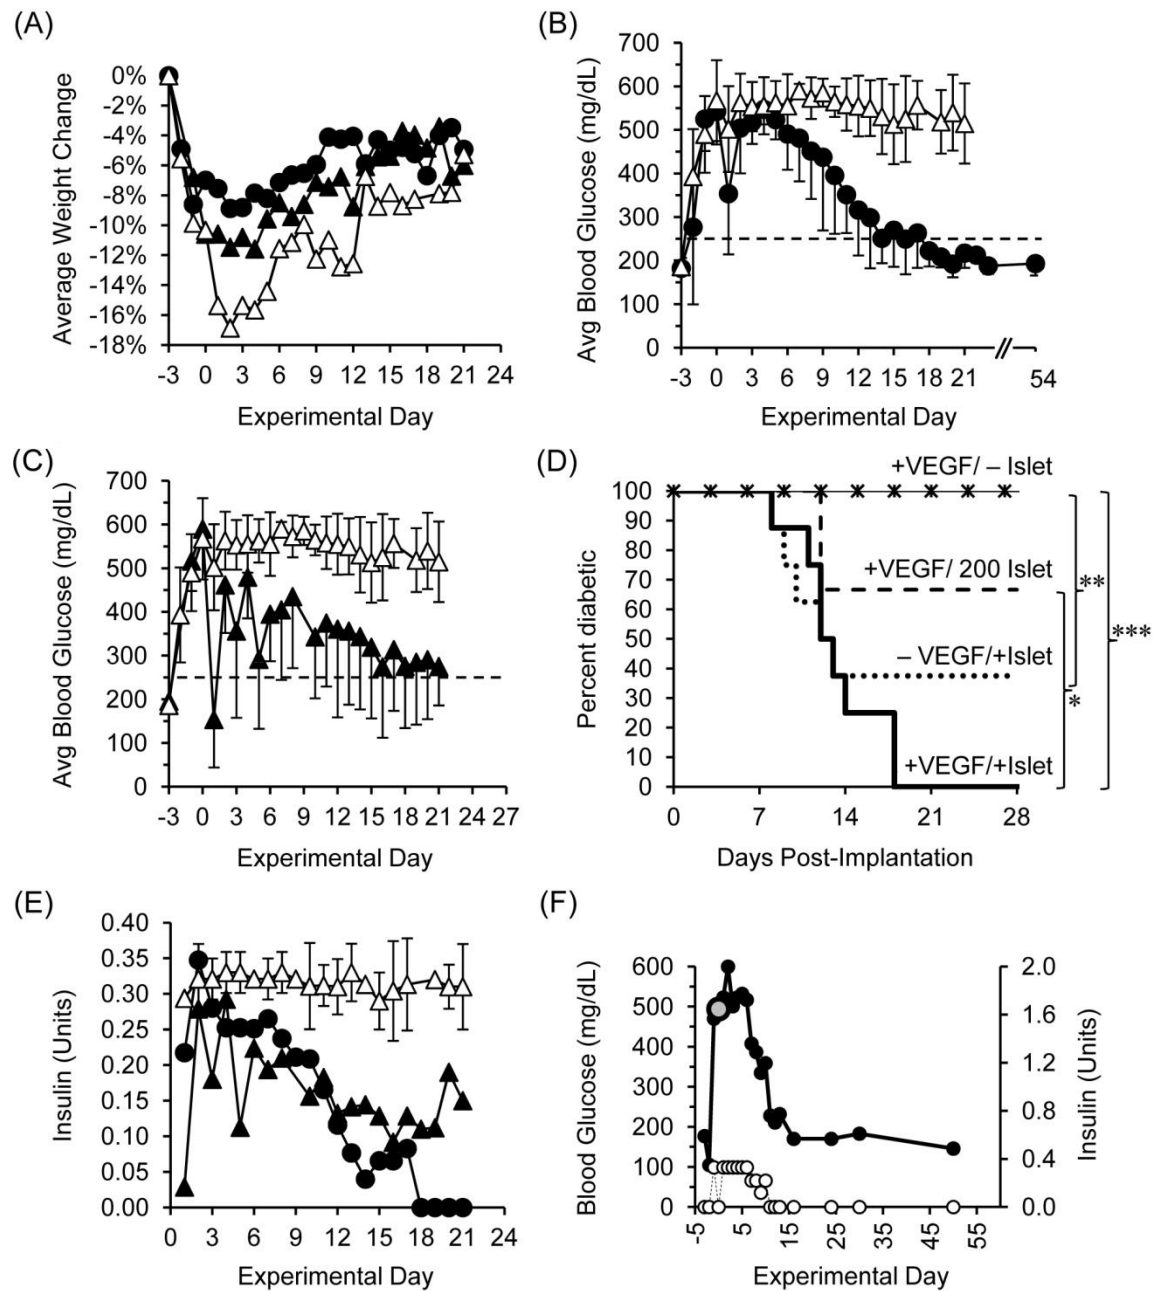 (A)
0%
-2%
-4%
-6%
-8%
-10%
-12%
-14%
-16%
-18%
Average Weight Change
-3 0 3 6 9 12 15 18 21 24
Experimental Day
(B)
700
600
500
400
300
200
100
0
Avg Blood Glucose (mg/dL)
-3 0 3 6 9 12 15 18 21 54
Experimental Day
(C)
700
600
500
400
300
200
100
0
Avg Blood Glucose (mg/dL)
-3 0 3 6 9 12 15 18 21 24 27
Experimental Day
(D)
+VEGF/ – Islet
100
90
80
70
60
50
40
30
20
10
0
Percent diabetic
+VEGF/ 200 Islet
– VEGF/+Islet
+VEGF/+Islet
**
*
***
0 7 14 21 28
Days Post-Implantation
(E)
0.40
0.35
0.30
0.25
0.20
0.15
0.10
0.05
0.00
Insulin (Units)
0 3 6 9 12 15 18 21 24
Experimental Day
(F)
600
500
400
300
200
100
0
Blood Glucose (mg/dL)
2.0
1.6
1.2
0.8
0.4
0.0
Insulin (Units)
-5 5 15 25 35 45 55
Experimental Day